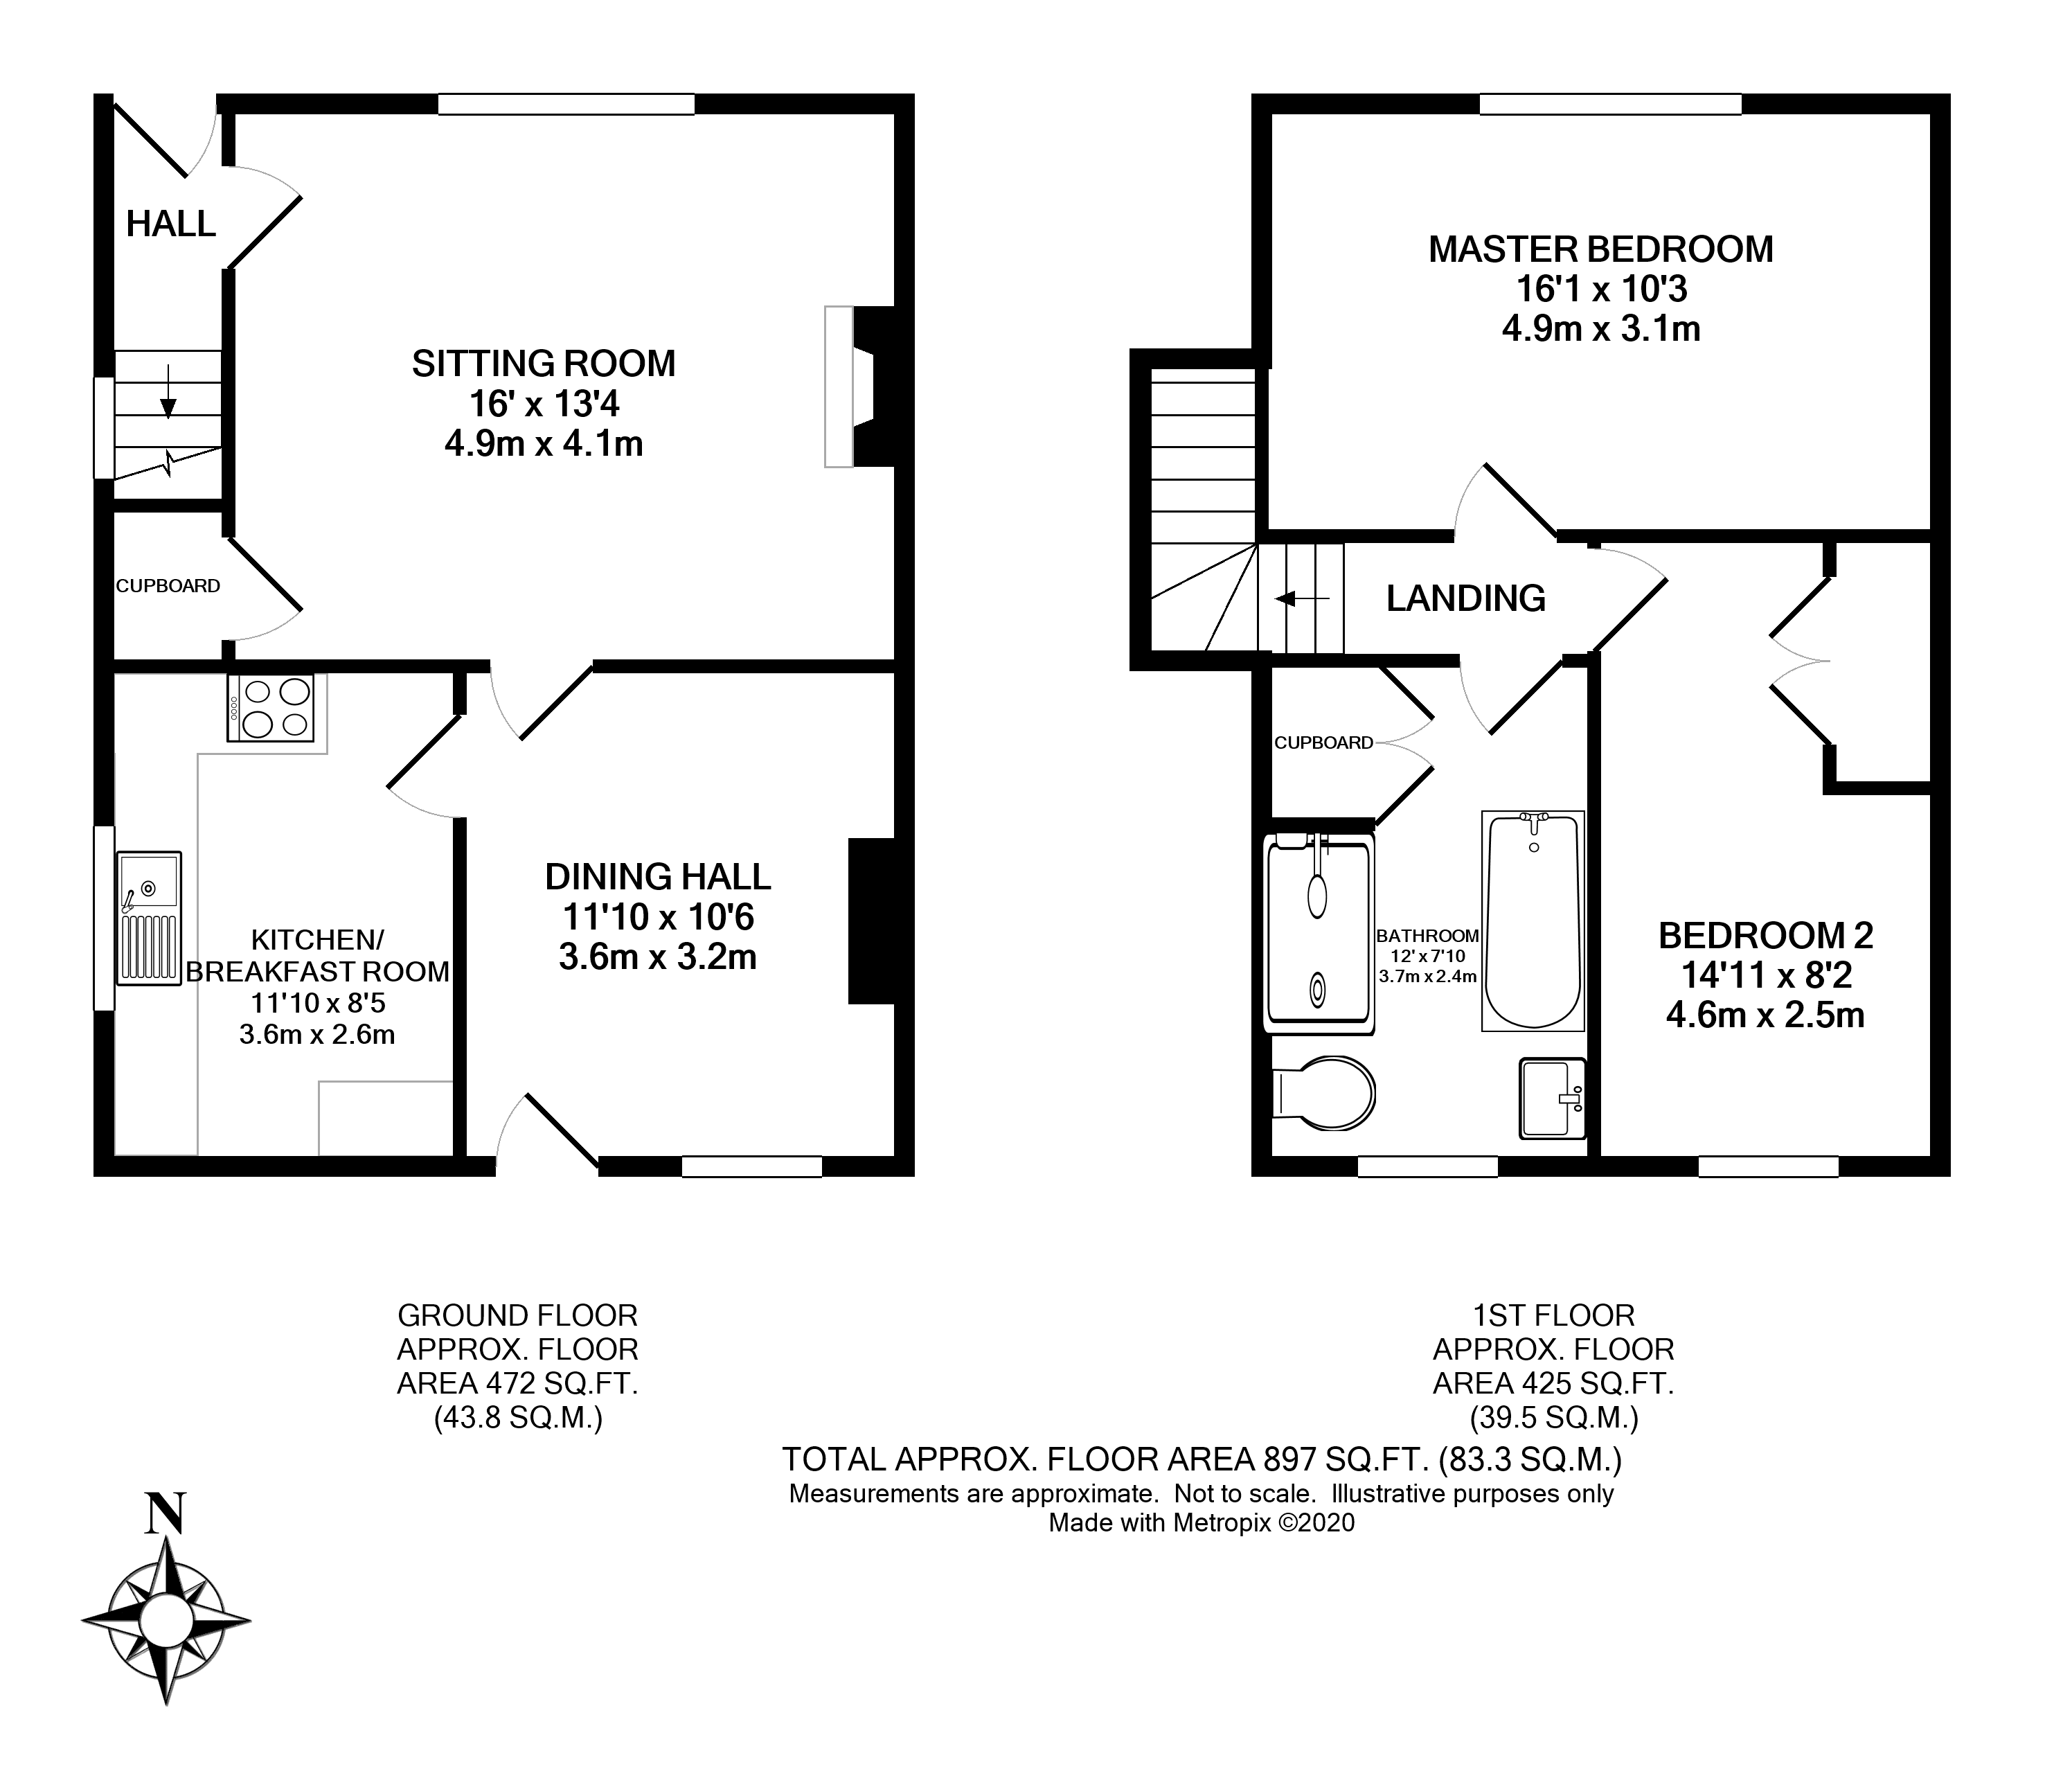 HALL
SITTING ROOM
16' x 13'4
4.9m x 4.1m
CUPBOARD
KITCHEN/
BREAKFAST ROOM
11'10 x 8'5
3.6m x 2.6m
DINING HALL
11'10 x 10'6
3.6m x 3.2m
MASTER BEDROOM
16'1 x 10'3
4.9m x 3.1m
LANDING
CUPBOARD
BATHROOM
12' x 7'10
3.7m x 2.4m
BEDROOM 2
14'11 x 8'2
4.6m x 2.5m
GROUND FLOOR
APPROX. FLOOR
AREA 472 SQ.FT.
(43.8 SQ.M.)
1ST FLOOR
APPROX. FLOOR
AREA 425 SQ.FT.
(39.5 SQ.M.)
TOTAL APPROX. FLOOR AREA 897 SQ.FT. (83.3 SQ.M.)
Measurements are approximate.  Not to scale.  Illustrative purposes only
Made with Metropix ©2020
N